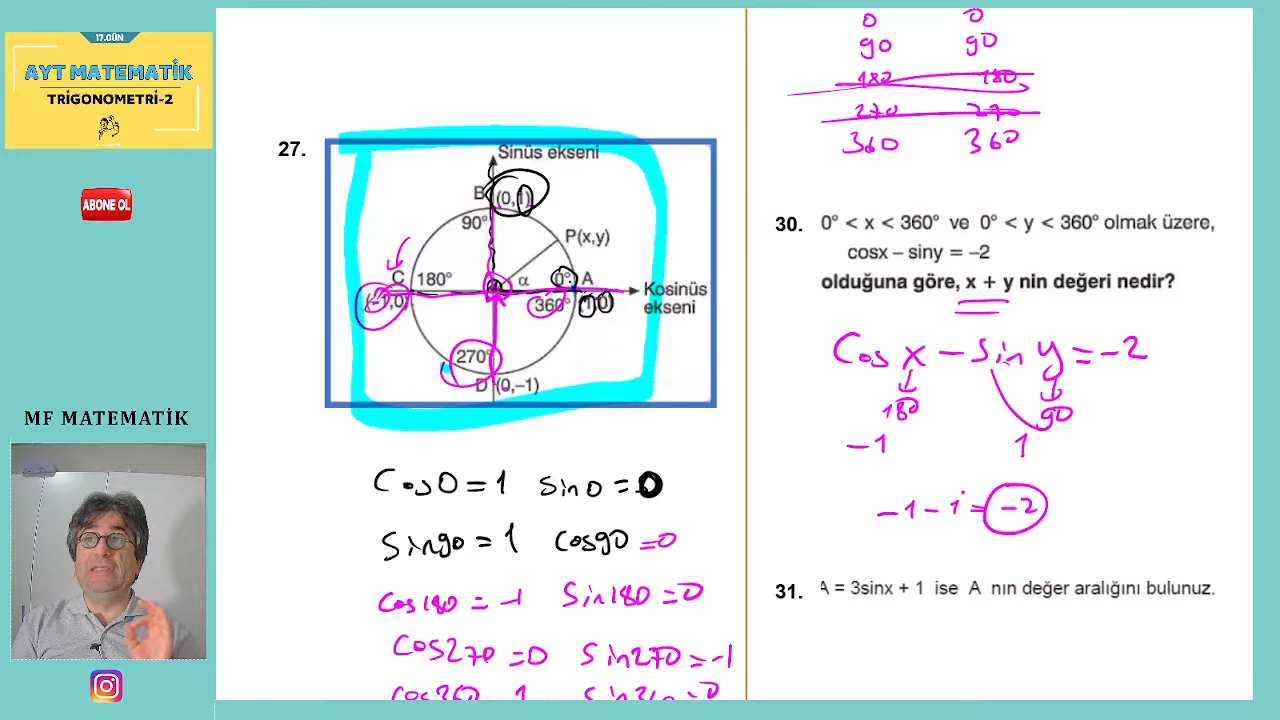 17.GÜN
AYT MATEMATİK
TRİGONOMETRİ-2
ABONE OL
MF MATEMATİK
27.
Sinüs ekseni
B (0,1)
90°
P(x,y)
C 180° α 0° A
(-1,0) 360° (1,0)
Kosinüs
ekseni
270°
D (0,-1)
Cos0 = 1 sin0 = 0
Sin90 = 1 Cos90 = 0
Cos180 = -1 Sin180 = 0
Cos270 = 0 Sin270 = -1
Cos360 1 sin360 = 0
0 0
90 90
180 180
270 270
360 360
30. 0° < x < 360° ve 0° < y < 360° olmak üzere,
cosx – siny = –2
olduğuna göre, x + y nin değeri nedir?
Cos x - sin y = -2
180 90
-1 1
-1 - 1 = -2
31. A = 3sinx + 1 ise A nın değer aralığını bulunuz.